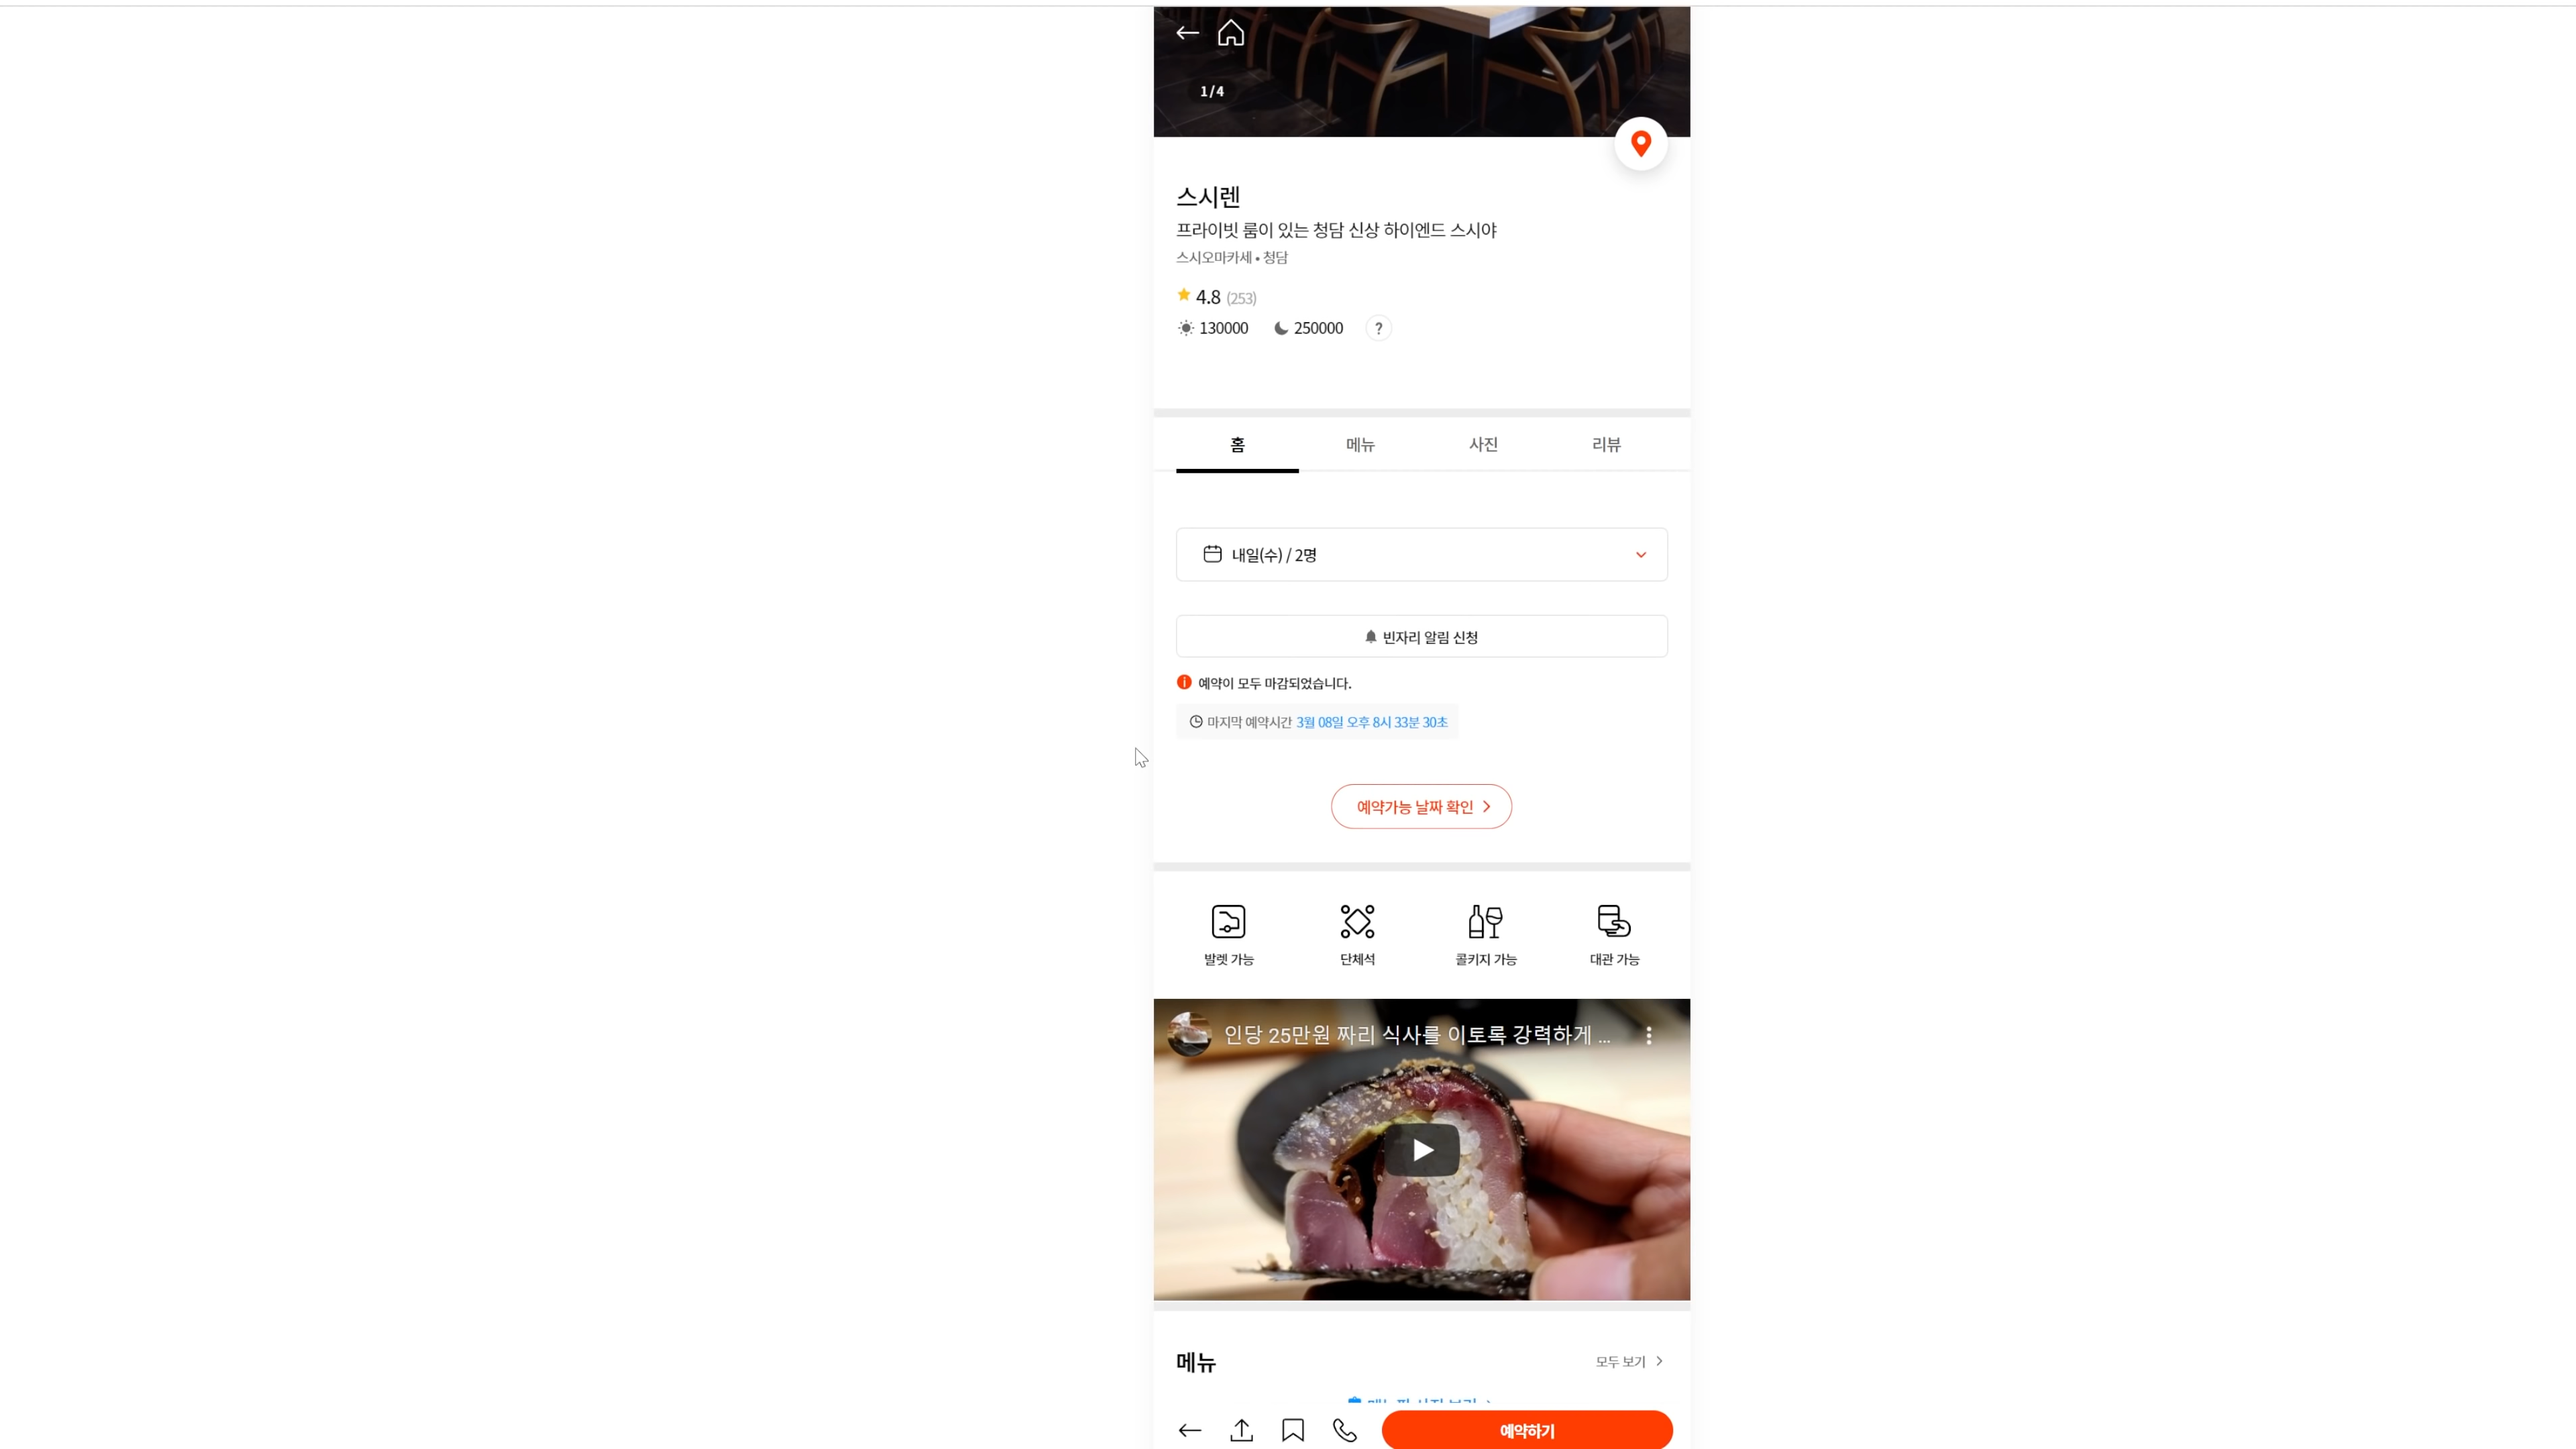 1/4
스시렌
프라이빗 룸이 있는 청담 신상 하이엔드 스시야
스시오마카세 • 청담
4.8 (253)
130000 250000 ?
홈 메뉴 사진 리뷰
내일(수) / 2명
빈자리 알림 신청
예약이 모두 마감되었습니다.
마지막 예약시간 3월 08일 오후 8시 33분 30초
예약가능 날짜 확인
발렛 가능 단체석 콜키지 가능 대관 가능
인당 25만원 짜리 식사를 이토록 강력하게 ...
메뉴 모두 보기
예약하기